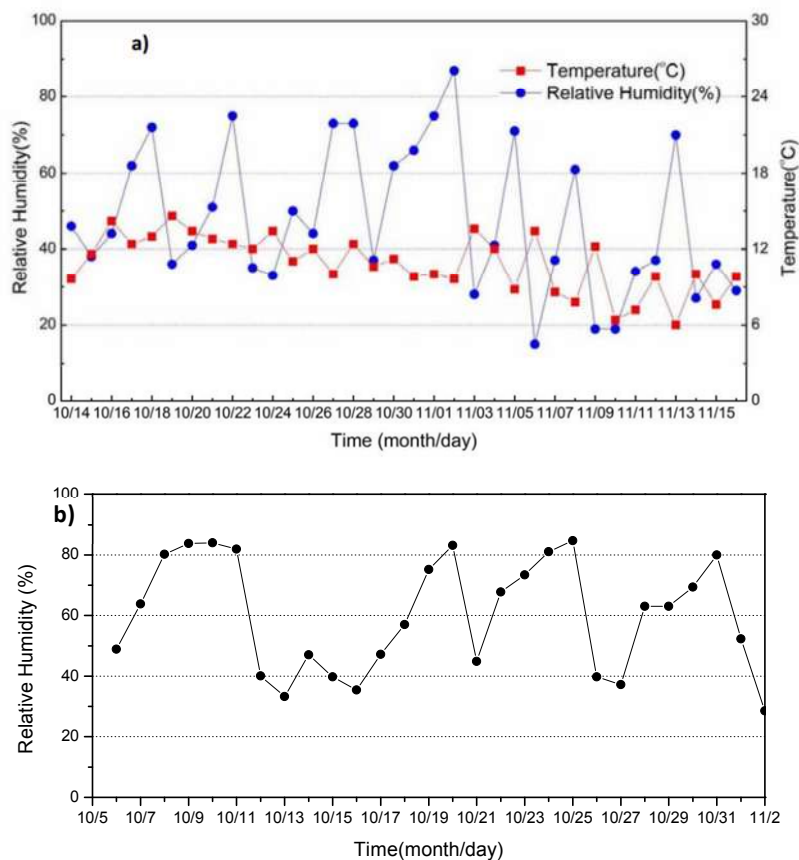 a)
Temperature(°C)
Relative Humidity(%)
100
80
60
40
20
0
Relative Humidity(%)
30
24
18
12
6
0
Temperature(°C)
10/14 10/16 10/18 10/20 10/22 10/24 10/26 10/28 10/30 11/01 11/03 11/05 11/07 11/09 11/11 11/13 11/15
Time (month/day)
b)
100
80
60
40
20
0
Relative Humidity (%)
10/5 10/7 10/9 10/11 10/13 10/15 10/17 10/19 10/21 10/23 10/25 10/27 10/29 10/31 11/2
Time(month/day)